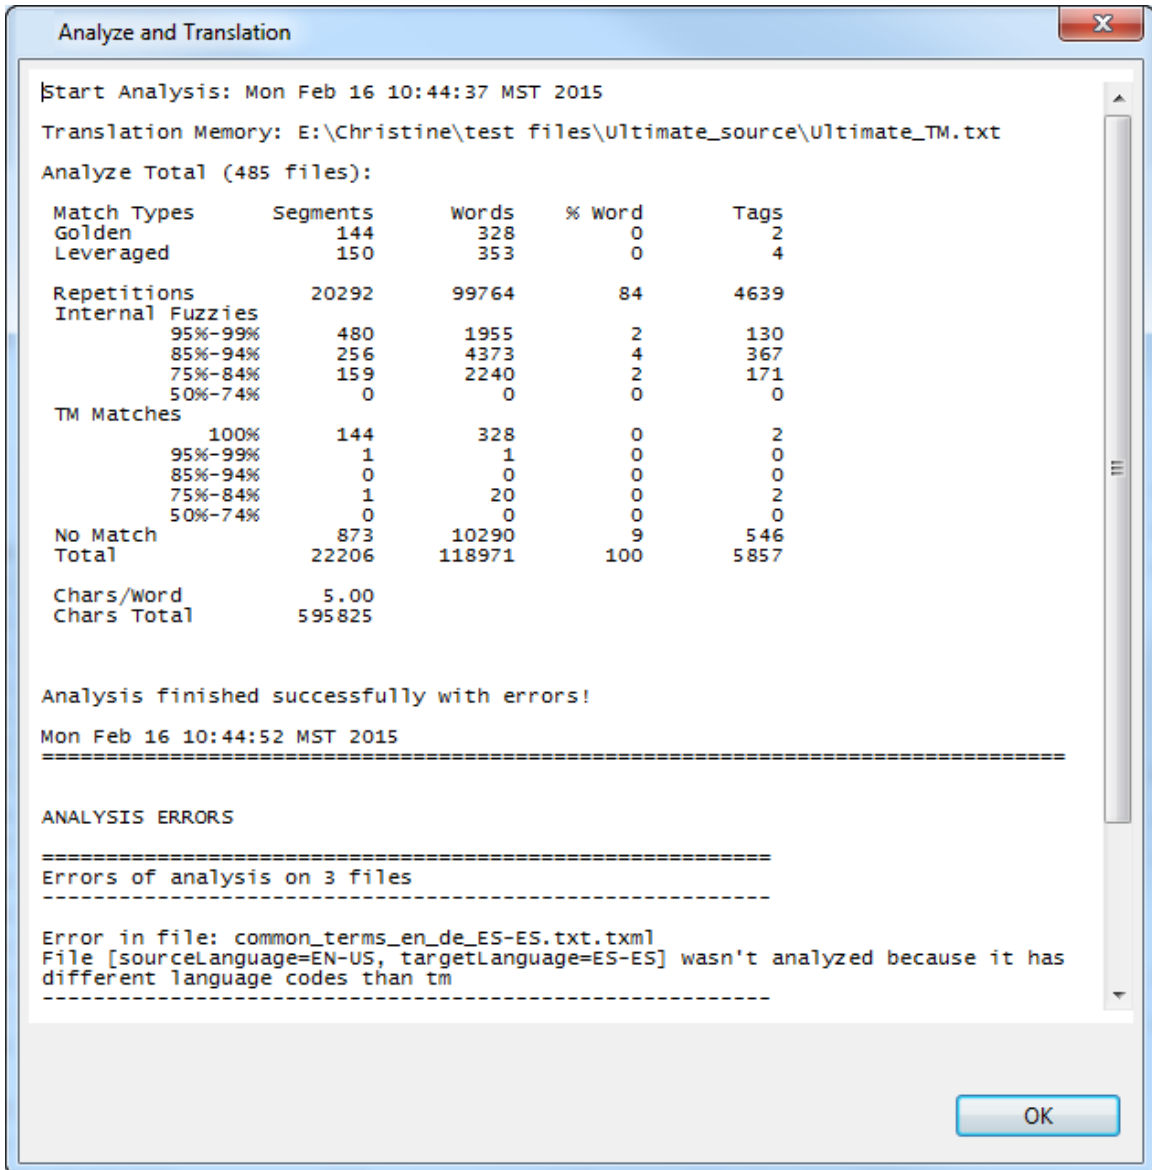 Analyze and Translation
Start Analysis: Mon Feb 16 10:44:37 MST 2015
Translation Memory: E:\Christine\test files\Ultimate_source\Ultimate_TM.txt
Analyze Total (485 files):
Match Types Segments Words % Word Tags
Golden 144 328 0 2
Leveraged 150 353 0 4
Repetitions 20292 99764 84 4639
Internal Fuzzies
95%-99% 480 1955 2 130
85%-94% 256 4373 4 367
75%-84% 159 2240 2 171
50%-74% 0 0 0 0
TM Matches
100% 144 328 0 2
95%-99% 1 1 0 0
85%-94% 0 0 0 0
75%-84% 1 20 0 2
50%-74% 0 0 0 0
No Match 873 10290 9 546
Total 22206 118971 100 5857
Chars/Word 5.00
Chars Total 595825
Analysis finished successfully with errors!
Mon Feb 16 10:44:52 MST 2015
================================================================================
ANALYSIS ERRORS
=========================================================
Errors of analysis on 3 files
---------------------------------------------------------
Error in file: common_terms_en_de_ES-ES.txt.txml
File [sourceLanguage=EN-US, targetLanguage=ES-ES] wasn't analyzed because it has
different language codes than tm
---------------------------------------------------------
OK